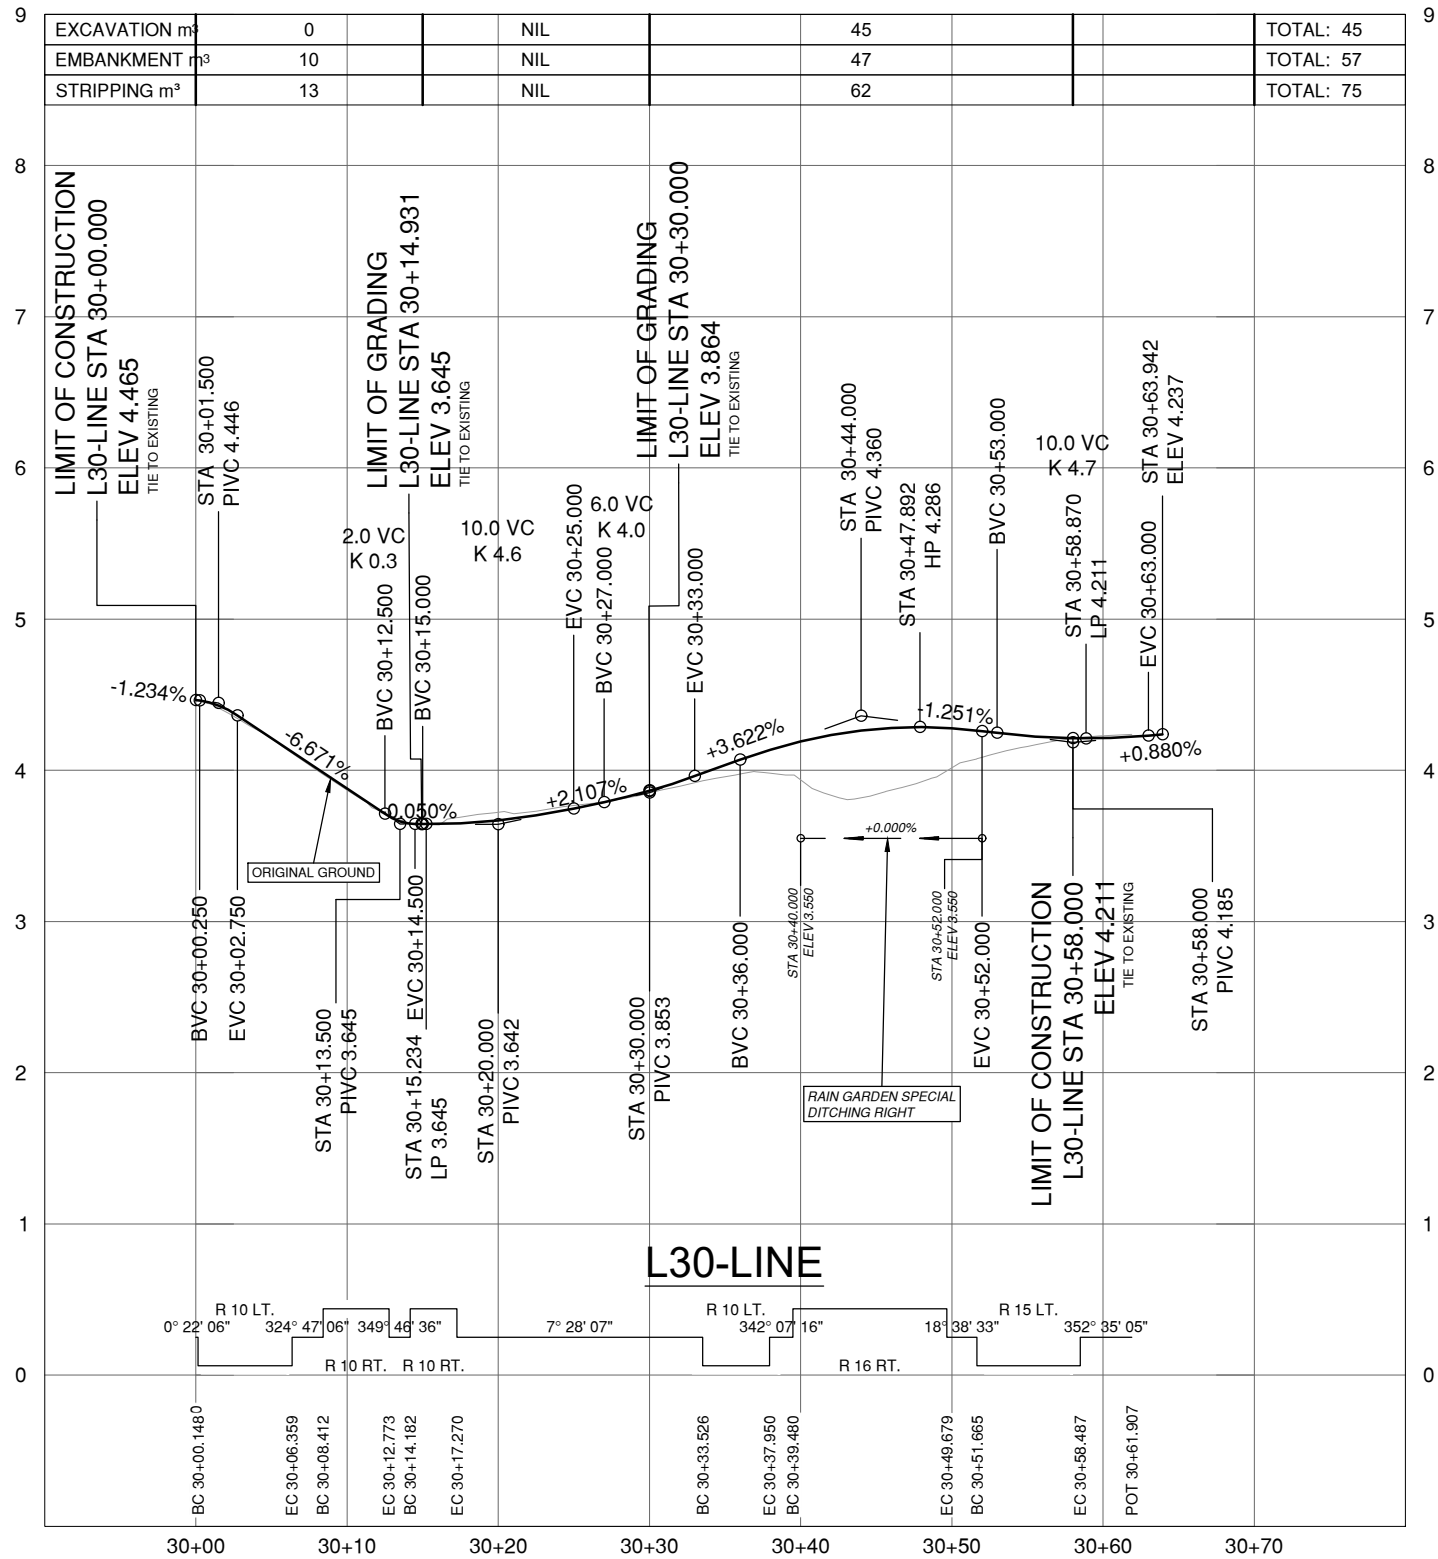 9
9
EXCAVATION m³ 0 NIL 45 TOTAL: 45
EMBANKMENT m³ 10 NIL 47 TOTAL: 57
STRIPPING m³ 13 NIL 62 TOTAL: 75
8
8
7
7
6
6
5
5
4
4
3
3
2
2
1
1
0
0
LIMIT OF CONSTRUCTION
L30-LINE STA 30+00.000
ELEV 4.465
TIE TO EXISTING
STA 30+01.500
PIVC 4.446
LIMIT OF GRADING
L30-LINE STA 30+14.931
ELEV 3.645
TIE TO EXISTING
2.0 VC
K 0.3
BVC 30+12.500
BVC 30+15.000
10.0 VC
K 4.6
EVC 30+25.000
BVC 30+27.000
6.0 VC
K 4.0
LIMIT OF GRADING
L30-LINE STA 30+30.000
ELEV 3.864
TIE TO EXISTING
EVC 30+33.000
STA 30+44.000
PIVC 4.360
STA 30+47.892
HP 4.286
BVC 30+53.000
10.0 VC
K 4.7
STA 30+58.870
LP 4.211
EVC 30+63.000
STA 30+63.942
ELEV 4.237
-1.234%
-6.671%
0.050%
+2.107%
+3.622%
-1.251%
+0.880%
+0.000%
ORIGINAL GROUND
BVC 30+00.250
EVC 30+02.750
STA 30+13.500
PIVC 3.645
EVC 30+14.500
STA 30+15.234
LP 3.645
STA 30+20.000
PIVC 3.642
STA 30+30.000
PIVC 3.853
BVC 30+36.000
STA 30+40.000
ELEV 3.550
STA 30+52.000
ELEV 3.550
EVC 30+52.000
RAIN GARDEN SPECIAL
DITCHING RIGHT
LIMIT OF CONSTRUCTION
L30-LINE STA 30+58.000
ELEV 4.211
TIE TO EXISTING
STA 30+58.000
PIVC 4.185
L30-LINE
R 10 LT. R 10 LT. R 15 LT.
0° 22' 06" 324° 47' 06" 349° 46' 36" 7° 28' 07" 342° 07' 16" 18° 38' 33" 352° 35' 05"
R 10 RT. R 10 RT. R 16 RT.
BC 30+00.148
0
EC 30+06.359
BC 30+08.412
EC 30+12.773
BC 30+14.182
EC 30+17.270
BC 30+33.526
EC 30+37.950
BC 30+39.480
EC 30+49.679
BC 30+51.665
EC 30+58.487
POT 30+61.907
30+00 30+10 30+20 30+30 30+40 30+50 30+60 30+70